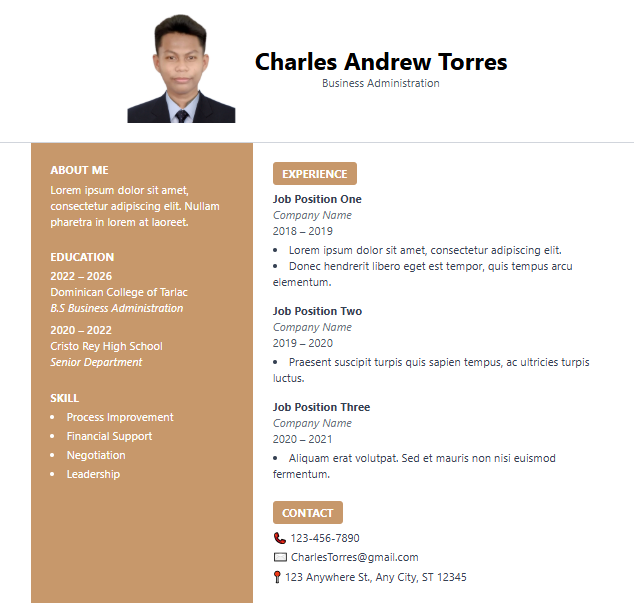 Charles Andrew Torres
Business Administration
ABOUT ME
Lorem ipsum dolor sit amet,
consectetur adipiscing elit. Nullam
pharetra in lorem at laoreet.
EDUCATION
2022 – 2026
Dominican College of Tarlac
B.S Business Administration
2020 – 2022
Cristo Rey High School
Senior Department
SKILL
• Process Improvement
• Financial Support
• Negotiation
• Leadership
EXPERIENCE
Job Position One
Company Name
2018 – 2019
• Lorem ipsum dolor sit amet, consectetur adipiscing elit.
• Donec hendrerit libero eget est tempor, quis tempus arcu
elementum.
Job Position Two
Company Name
2019 – 2020
• Praesent suscipit turpis quis sapien tempus, ac ultricies turpis
luctus.
Job Position Three
Company Name
2020 – 2021
• Aliquam erat volutpat. Sed et mauris non nisi euismod
fermentum.
CONTACT
123-456-7890
CharlesTorres@gmail.com
123 Anywhere St., Any City, ST 12345